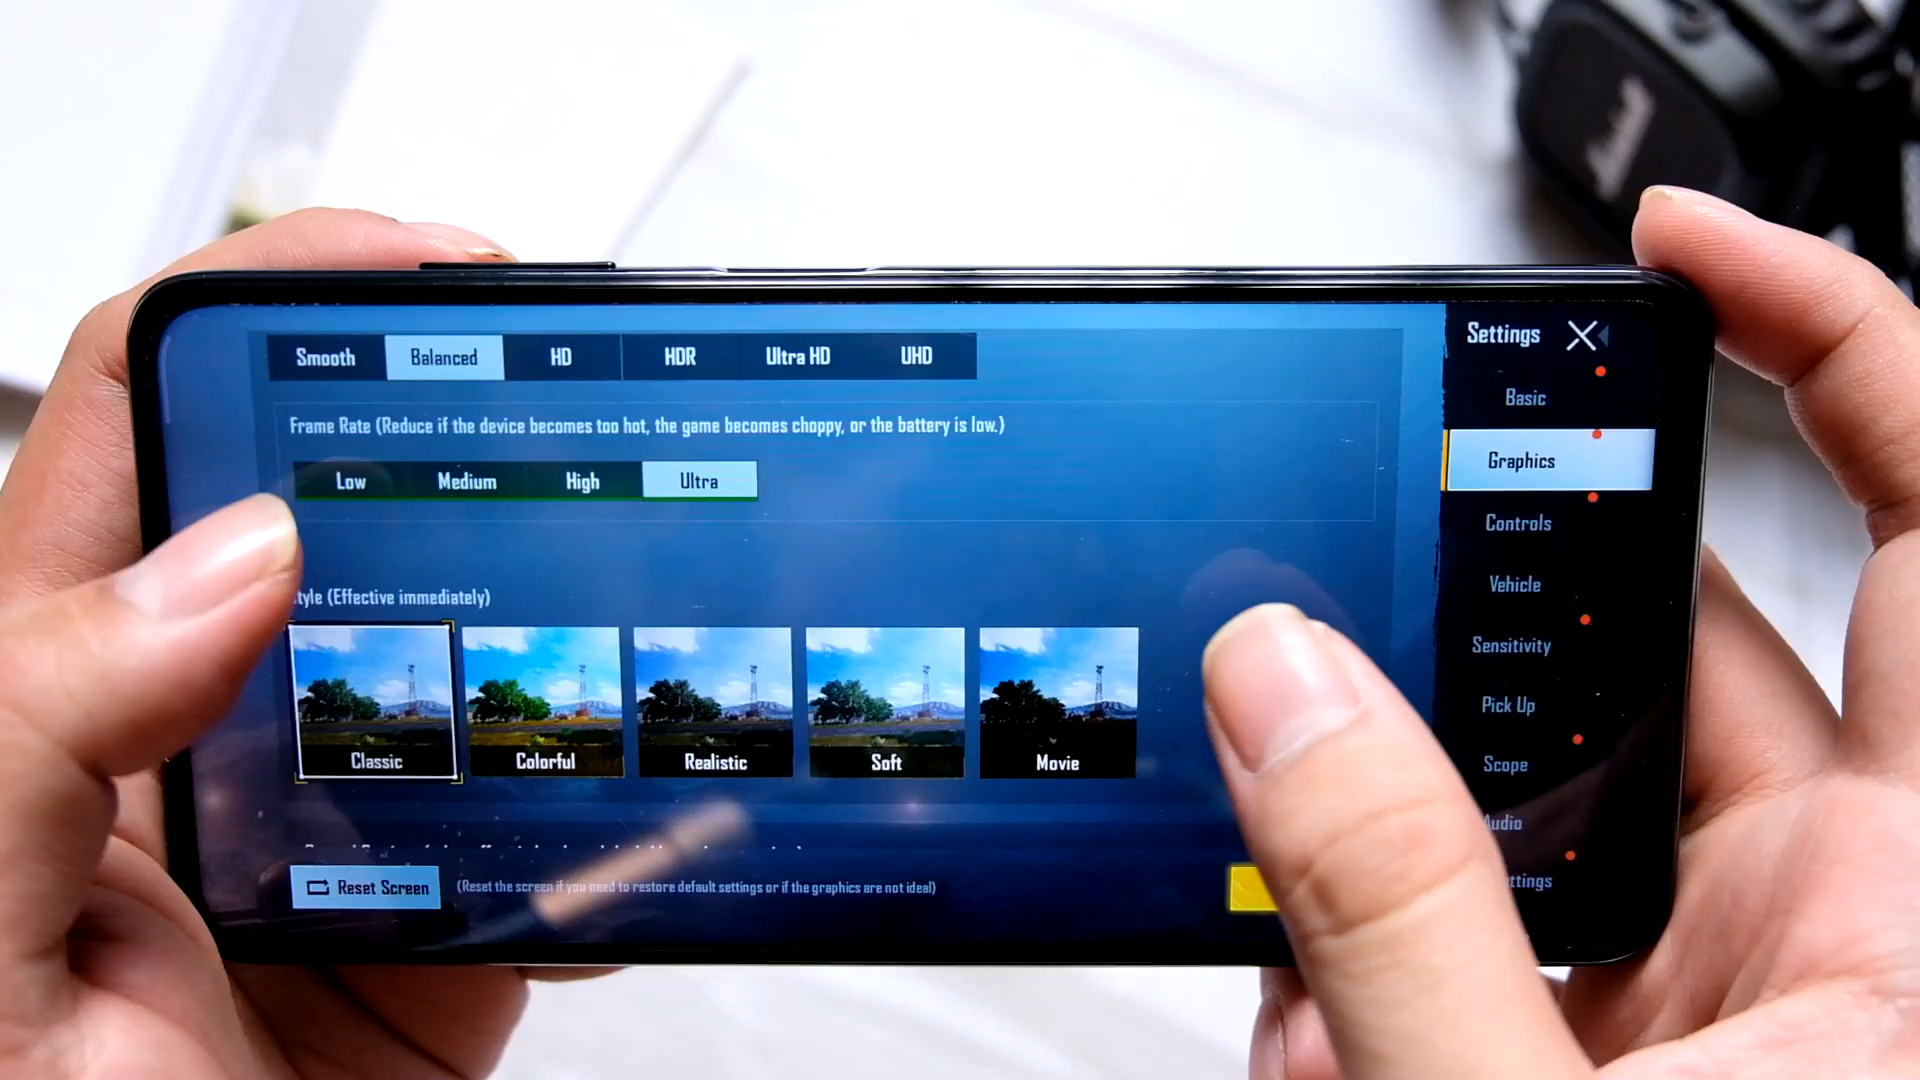 Smooth Balanced HD HDR Ultra HD UHD
Frame Rate (Reduce if the device becomes too hot, the game becomes choppy, or the battery is low.)
Low Medium High Ultra
tyle (Effective immediately)
Classic Colorful Realistic Soft Movie
Reset Screen (Reset the screen if you need to restore default settings or if the graphics are not ideal)
Settings
Basic
Graphics
Controls
Vehicle
Sensitivity
Pick Up
Scope
Audio
ttings